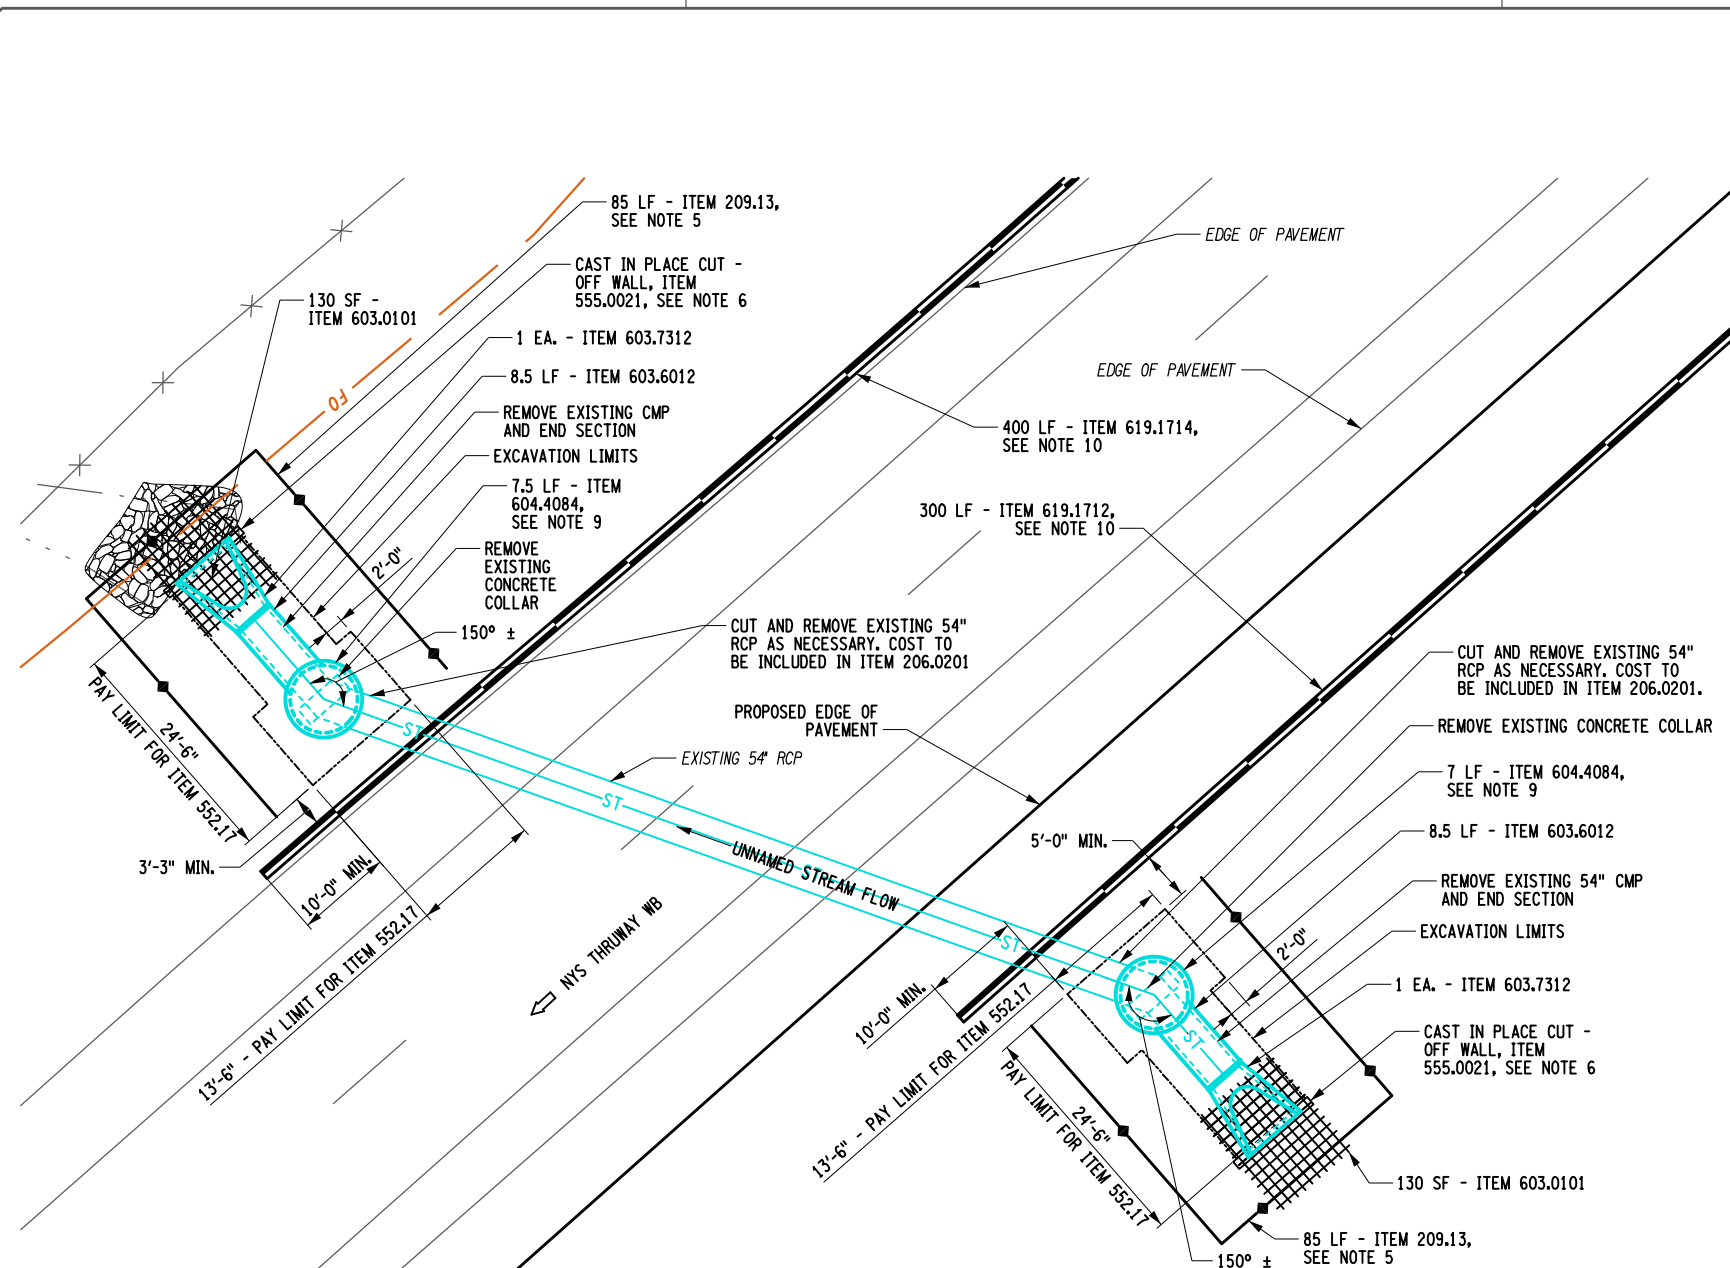 85 LF - ITEM 209.13,
SEE NOTE 5
CAST IN PLACE CUT -
OFF WALL, ITEM
555.0021, SEE NOTE 6
130 SF -
ITEM 603.0101
1 EA. - ITEM 603.7312
8.5 LF - ITEM 603.6012
REMOVE EXISTING CMP
AND END SECTION
EXCAVATION LIMITS
7.5 LF - ITEM
604.4084,
SEE NOTE 9
REMOVE
EXISTING
CONCRETE
COLLAR
150° ±
FO
2'-0"
EDGE OF PAVEMENT
EDGE OF PAVEMENT
400 LF - ITEM 619.1714,
SEE NOTE 10
300 LF - ITEM 619.1712,
SEE NOTE 10
CUT AND REMOVE EXISTING 54"
RCP AS NECESSARY. COST TO
BE INCLUDED IN ITEM 206.0201
PROPOSED EDGE OF
PAVEMENT
EXISTING 54" RCP
ST
ST
ST
ST
UNNAMED STREAM FLOW
NYS THRUWAY WB
24'-6"
PAY LIMIT FOR ITEM 552.17
3'-3" MIN.
10'-0" MIN.
13'-6" - PAY LIMIT FOR ITEM 552.17
CUT AND REMOVE EXISTING 54"
RCP AS NECESSARY. COST TO
BE INCLUDED IN ITEM 206.0201.
REMOVE EXISTING CONCRETE COLLAR
7 LF - ITEM 604.4084,
SEE NOTE 9
8.5 LF - ITEM 603.6012
REMOVE EXISTING 54" CMP
AND END SECTION
EXCAVATION LIMITS
1 EA. - ITEM 603.7312
CAST IN PLACE CUT -
OFF WALL, ITEM
555.0021, SEE NOTE 6
130 SF - ITEM 603.0101
85 LF - ITEM 209.13,
SEE NOTE 5
150° ±
5'-0" MIN.
2'-0"
10'-0" MIN.
13'-6" - PAY LIMIT FOR ITEM 552.17
24'-6"
PAY LIMIT FOR ITEM 552.17